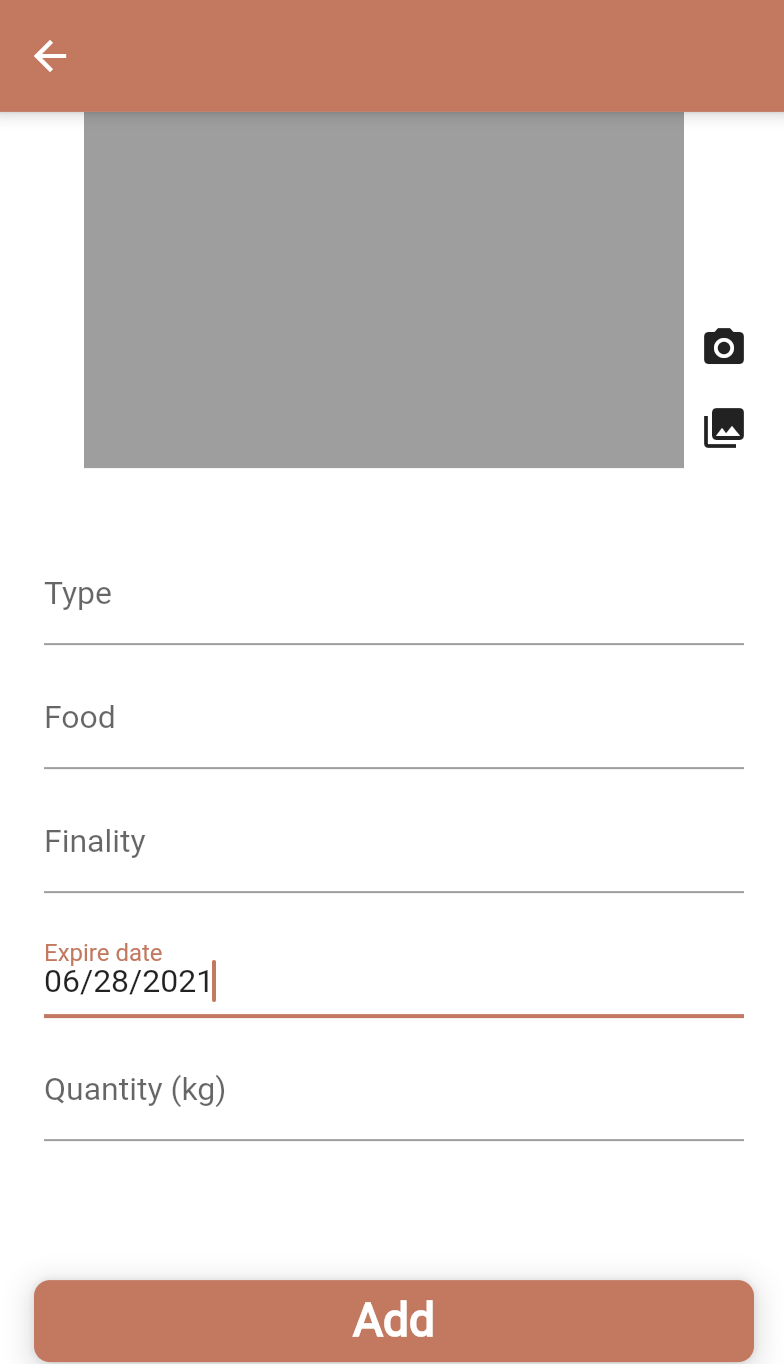 Type
Food
Finality
Expire date
06/28/2021
Quantity (kg)
Add